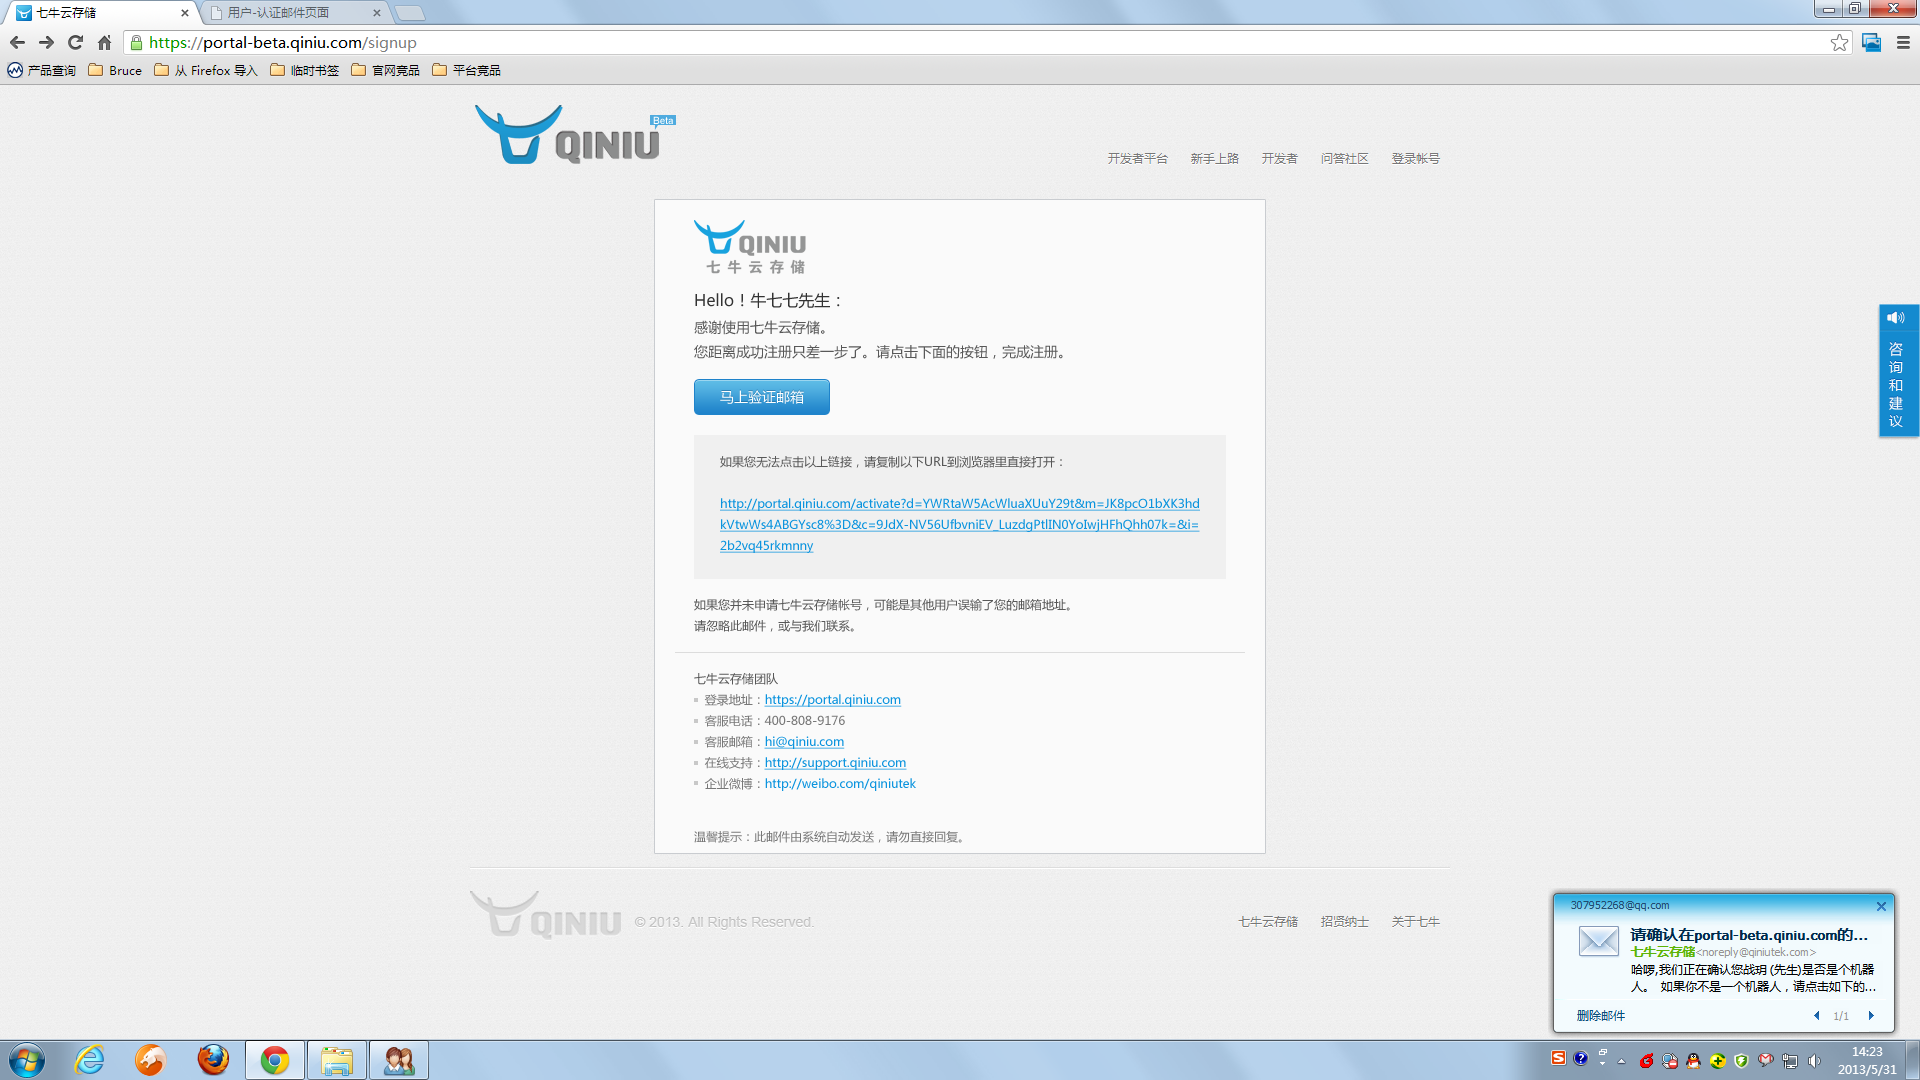 七牛云存储
用户-认证邮件页面
https://portal-beta.qiniu.com/signup
产品查询
Bruce
从 Firefox 导入
临时书签
官网竞品
平台竞品
QINIU
Beta
开发者平台
新手上路
开发者
问答社区
登录帐号
QINIU
七牛云存储
Hello！牛七七先生：
感谢使用七牛云存储。
您距离成功注册只差一步了。请点击下面的按钮，完成注册。
马上验证邮箱
如果您无法点击以上链接，请复制以下URL到浏览器里直接打开：
http://portal.qiniu.com/activate?d=YWRtaW5AcWluaXUuY29t&m=JK8pcO1bXK3hd
kVtwWs4ABGYsc8%3D&c=9JdX-NV56UfbvniEV_LuzdgPtlIN0YoIwjHFhQhh07k=&i=
2b2vq45rkmnny
如果您并未申请七牛云存储帐号，可能是其他用户误输了您的邮箱地址。
请忽略此邮件，或与我们联系。
七牛云存储团队
登录地址：https://portal.qiniu.com
客服电话：400-808-9176
客服邮箱：hi@qiniu.com
在线支持：http://support.qiniu.com
企业微博：http://weibo.com/qiniutek
温馨提示：此邮件由系统自动发送，请勿直接回复。
咨询和建议
QINIU
© 2013. All Rights Reserved.
七牛云存储
招贤纳士
关于七牛
307952268@qq.com
请确认在portal-beta.qiniu.com的...
七牛云存储<noreply@qiniutek.com>
哈啰,我们正在确认您战玥 (先生)是否是个机器
人。 如果你不是一个机器人，请点击如下的...
删除邮件
1/1
14:23
2013/5/31